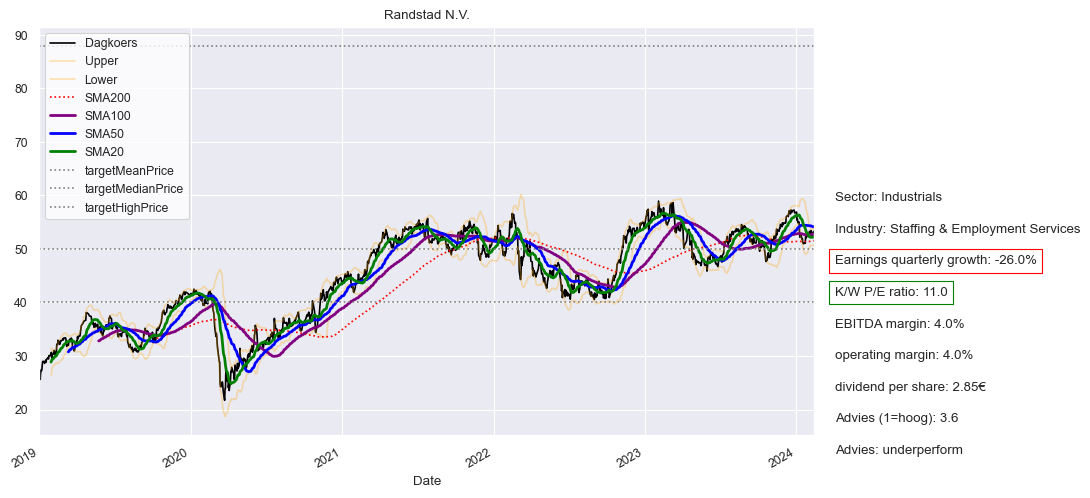 Randstad N.V.
90
80
70
60
50
40
30
20
Dagkoers
Upper
Lower
SMA200
SMA100
SMA50
SMA20
targetMeanPrice
targetMedianPrice
targetHighPrice
2019
2020
2021
2022
2023
2024
Date
Sector: Industrials
Industry: Staffing & Employment Services
Earnings quarterly growth: -26.0%
K/W P/E ratio: 11.0
EBITDA margin: 4.0%
operating margin: 4.0%
dividend per share: 2.85€
Advies (1=hoog): 3.6
Advies: underperform